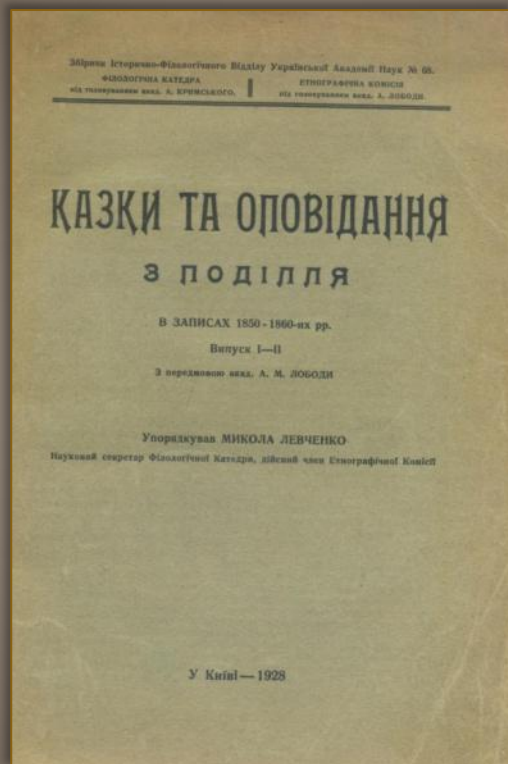 Збірник Історично-Філологічного Відділу Української Академії Наук № 68.
ФІЛОЛОГІЧНА КАТЕДРА
під головуванням акад. А. КРИМСЬКОГО.
ЕТНОГРАФІЧНА КОМІСІЯ
під головуванням акад. А. ЛОБОДИ.
КАЗКИ ТА ОПОВІДАННЯ
З ПОДІЛЛЯ
В ЗАПИСАХ 1850-1860-их рр.
Випуск I—II
З передмовою акад. А. М. ЛОБОДИ
Упорядкував МИКОЛА ЛЕВЧЕНКО
Науковий секретар Філологічної Катедри, дійсний член Етнографічної Комісії
У Київі — 1928